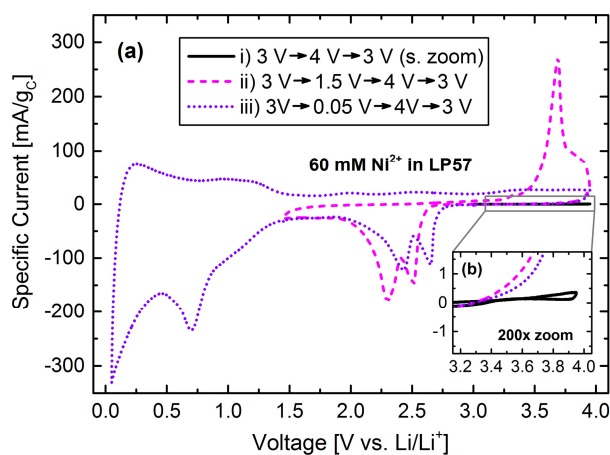 (a)
i) 3 V→4 V→3 V (s. zoom)
ii) 3 V→1.5 V→4 V→3 V
iii) 3V→0.05 V→4V→3 V
60 mM Ni²⁺ in LP57
300
200
100
0
-100
-200
-300
Specific Current [mA/gC]
(b)
1
0
-1
200x zoom
3.2 3.4 3.6 3.8 4.0
0.0 0.5 1.0 1.5 2.0 2.5 3.0 3.5 4.0
Voltage [V vs. Li/Li⁺]